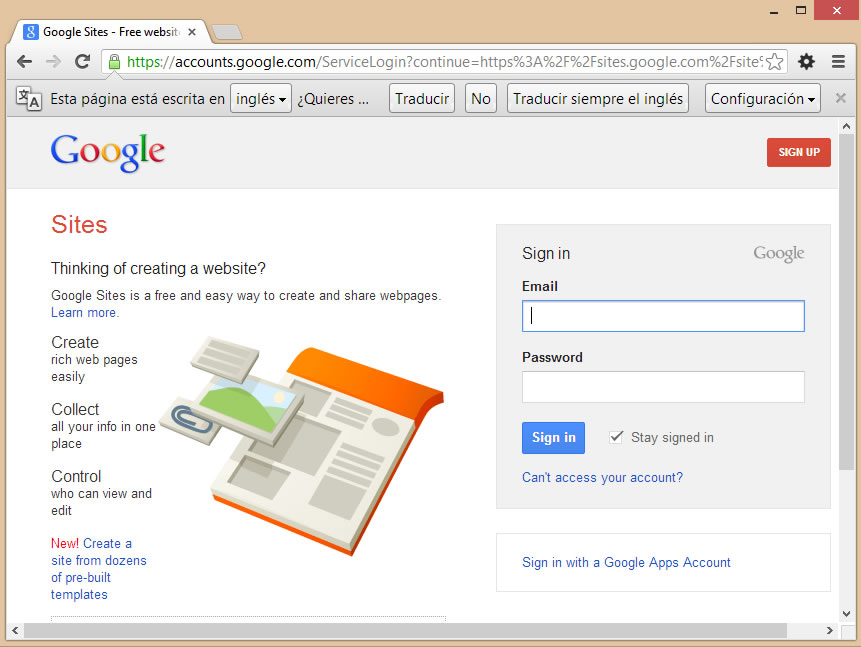 Google Sites - Free websit
https://accounts.google.com/ServiceLogin?continue=https%3A%2F%2Fsites.google.com%2Fsite%
Esta página está escrita en inglés ¿Quieres ... Traducir No Traducir siempre el inglés Configuración
Google
SIGN UP
Sites
Thinking of creating a website?
Google Sites is a free and easy way to create and share webpages.
Learn more.
Create
rich web pages
easily
Collect
all your info in one
place
Control
who can view and
edit
New! Create a
site from dozens
of pre-built
templates
Sign in Google
Email
Password
Sign in Stay signed in
Can't access your account?
Sign in with a Google Apps Account